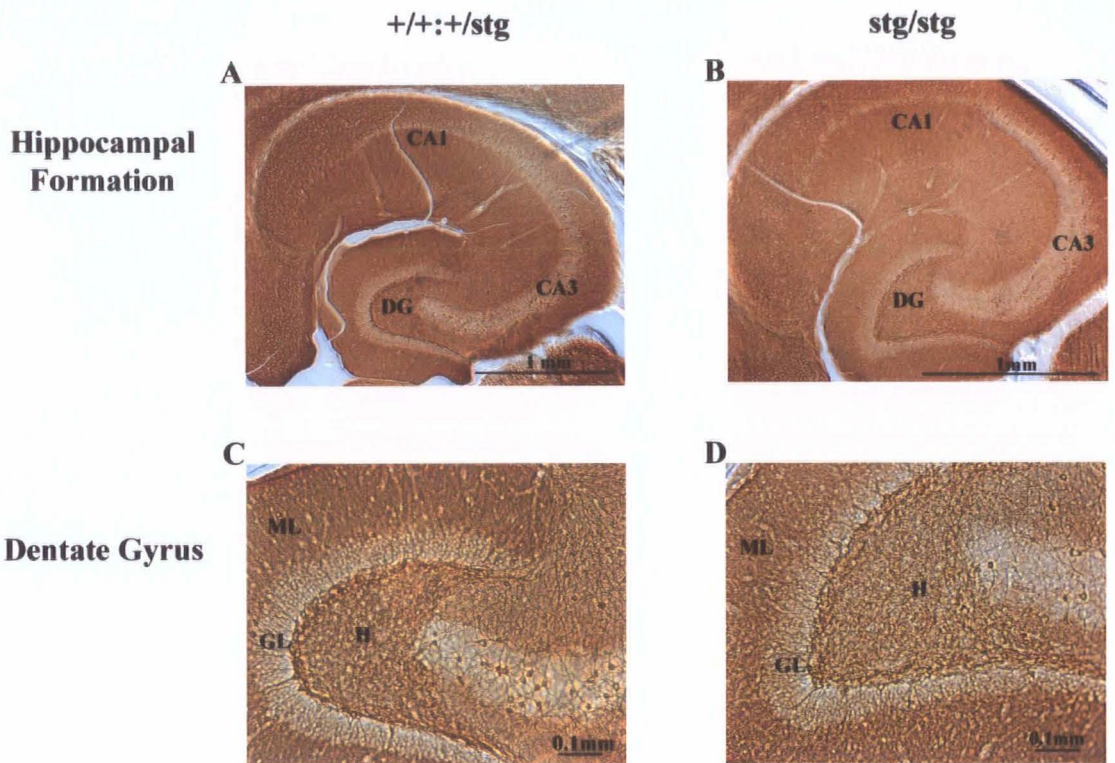 +/+:+/stg
stg/stg
A
B
Hippocampal
Formation
CA1
CA3
DG
1 mm
CA1
CA3
DG
1mm
C
D
Dentate Gyrus
ML
GL
H
0.1mm
ML
GL
H
0.1mm